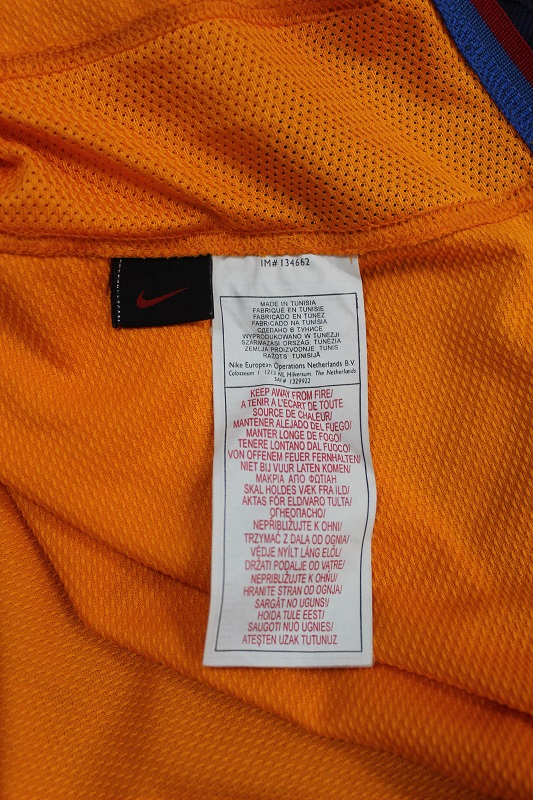 IM# 134662
MADE IN TUNISIA
FABRIQUÉ EN TUNISIE
FABRICADO EN TÚNEZ
FABRICADO NA TUNISIA
СДЕЛАНО В ТУНИСЕ
WYPRODUKOWANO W TUNEZJI
SZÁRMAZÁSI ORSZÁG: TUNÉZIA
ZEMLJA PROIZVODNJE TUNIS
RAŽOTS TUNISIJĀ
Nike European Operations Netherlands B.V.
Colosseum 1 1213 NL Hilversum, The Netherlands
SAE# 1329922
KEEP AWAY FROM FIRE/
A TENIR A L'ECART DE TOUTE
SOURCE DE CHALEUR/
MANTENER ALEJADO DEL FUEGO/
MANTER LONGE DE FOGO/
TENERE LONTANO DAL FUOCO/
VON OFFENEM FEUER FERNHALTEN/
NIET BIJ VUUR LATEN KOMEN/
ΜΑΚΡΙΑ ΑΠΟ ΦΩΤΙΑΗ
SKAL HOLDES VÆK FRA ILD/
AKTAS FÖR ELD/VARO TULTA/
ОГНЕОПАСНО/
NEPŘIBLIŽUJTE K OHNI/
TRZYMAĆ Z DALA OD OGNIA/
VÉDJE NYÍLT LÁNG ELŐL/
DRŽATI PODALJE OD VATRE/
NEPRIBLIŽUJTE K OHŇU/
HRANITE STRAN OD OGNJA/
SARGĀT NO UGUNS!/
HOIDA TULE EEST/
SAUGOTI NUO UGNIES/
ATEŞTEN UZAK TUTUNUZ